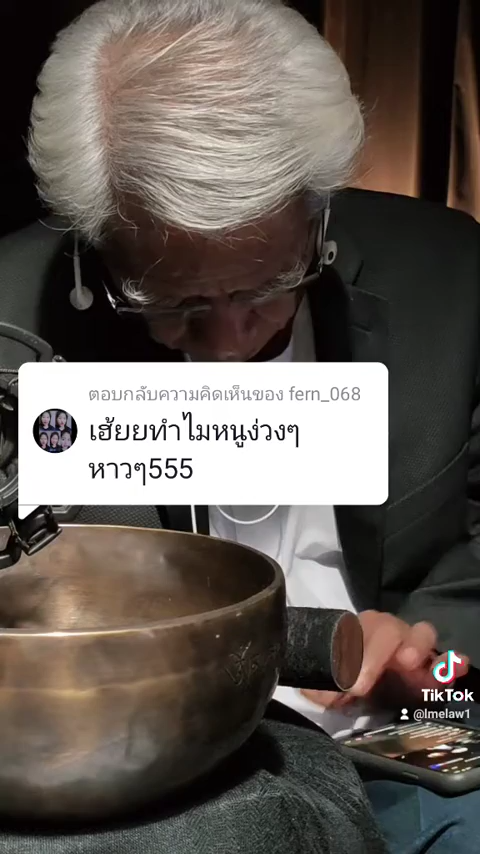 ตอบกลับความคิดเห็นของ fern_068
เฮ้ยยทำไมหนูง่วงๆ
หาวๆ555
TikTok
@lmelaw1